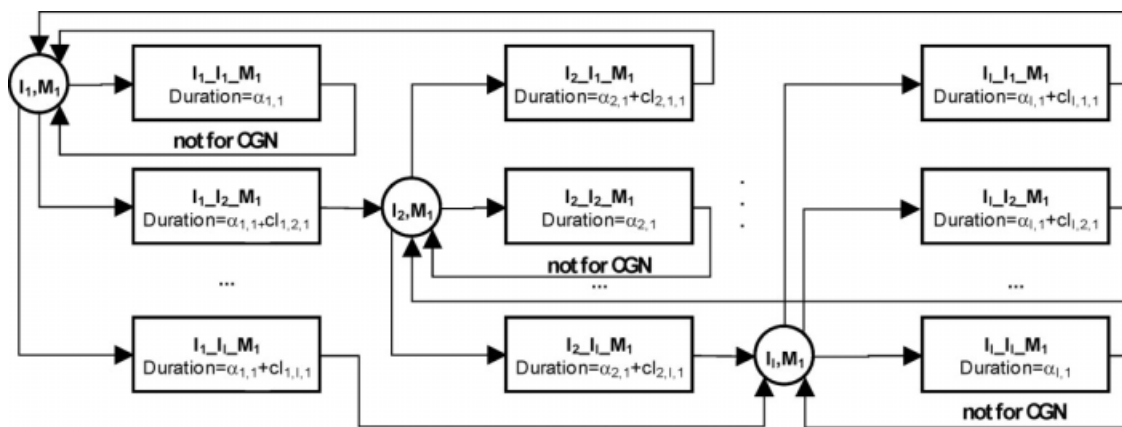 I₁,M₁
I₁_I₁_M₁
Duration=α₁,₁
not for CGN
I₁_I₂_M₁
Duration=α₁,₁+cl₁,₂,₁
...
I₁_Iₗ_M₁
Duration=α₁,₁+cl₁,ₗ,₁
I₂,M₁
I₂_I₁_M₁
Duration=α₂,₁+cl₂,₁,₁
I₂_I₂_M₁
Duration=α₂,₁
not for CGN
...
I₂_Iₗ_M₁
Duration=α₂,₁+cl₂,ₗ,₁
Iₗ,M₁
Iₗ_I₁_M₁
Duration=αₗ,₁+clₗ,₁,₁
Iₗ_I₂_M₁
Duration=αₗ,₁+clₗ,₂,₁
...
Iₗ_Iₗ_M₁
Duration=αₗ,₁
not for CGN